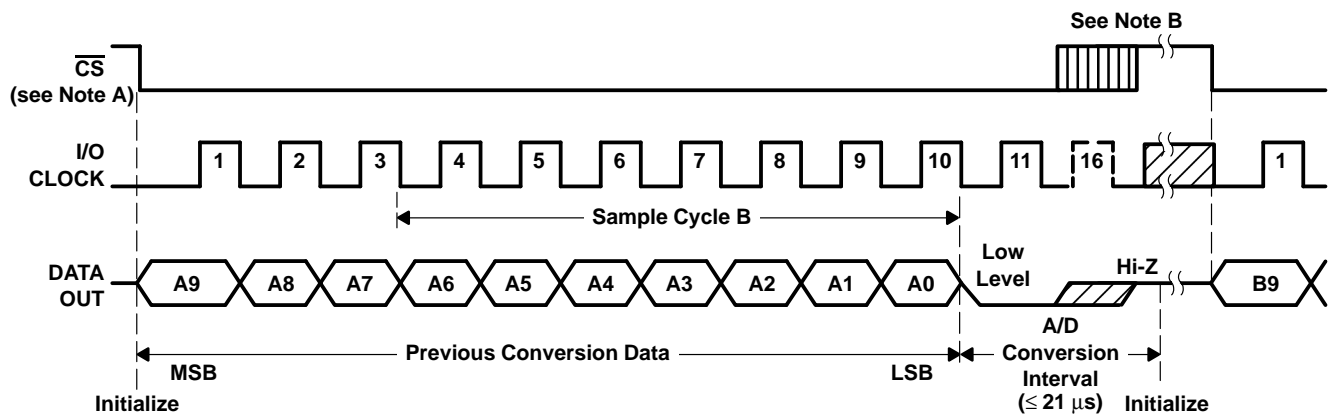 See Note B
CS
(see Note A)
I/O
CLOCK
1 2 3 4 5 6 7 8 9 10 11 16 1
Sample Cycle B
DATA
OUT
A9 A8 A7 A6 A5 A4 A3 A2 A1 A0
Low
Level
Hi-Z
B9
Previous Conversion Data
MSB
LSB
A/D
Conversion
Interval
(≤ 21 μs)
Initialize
Initialize